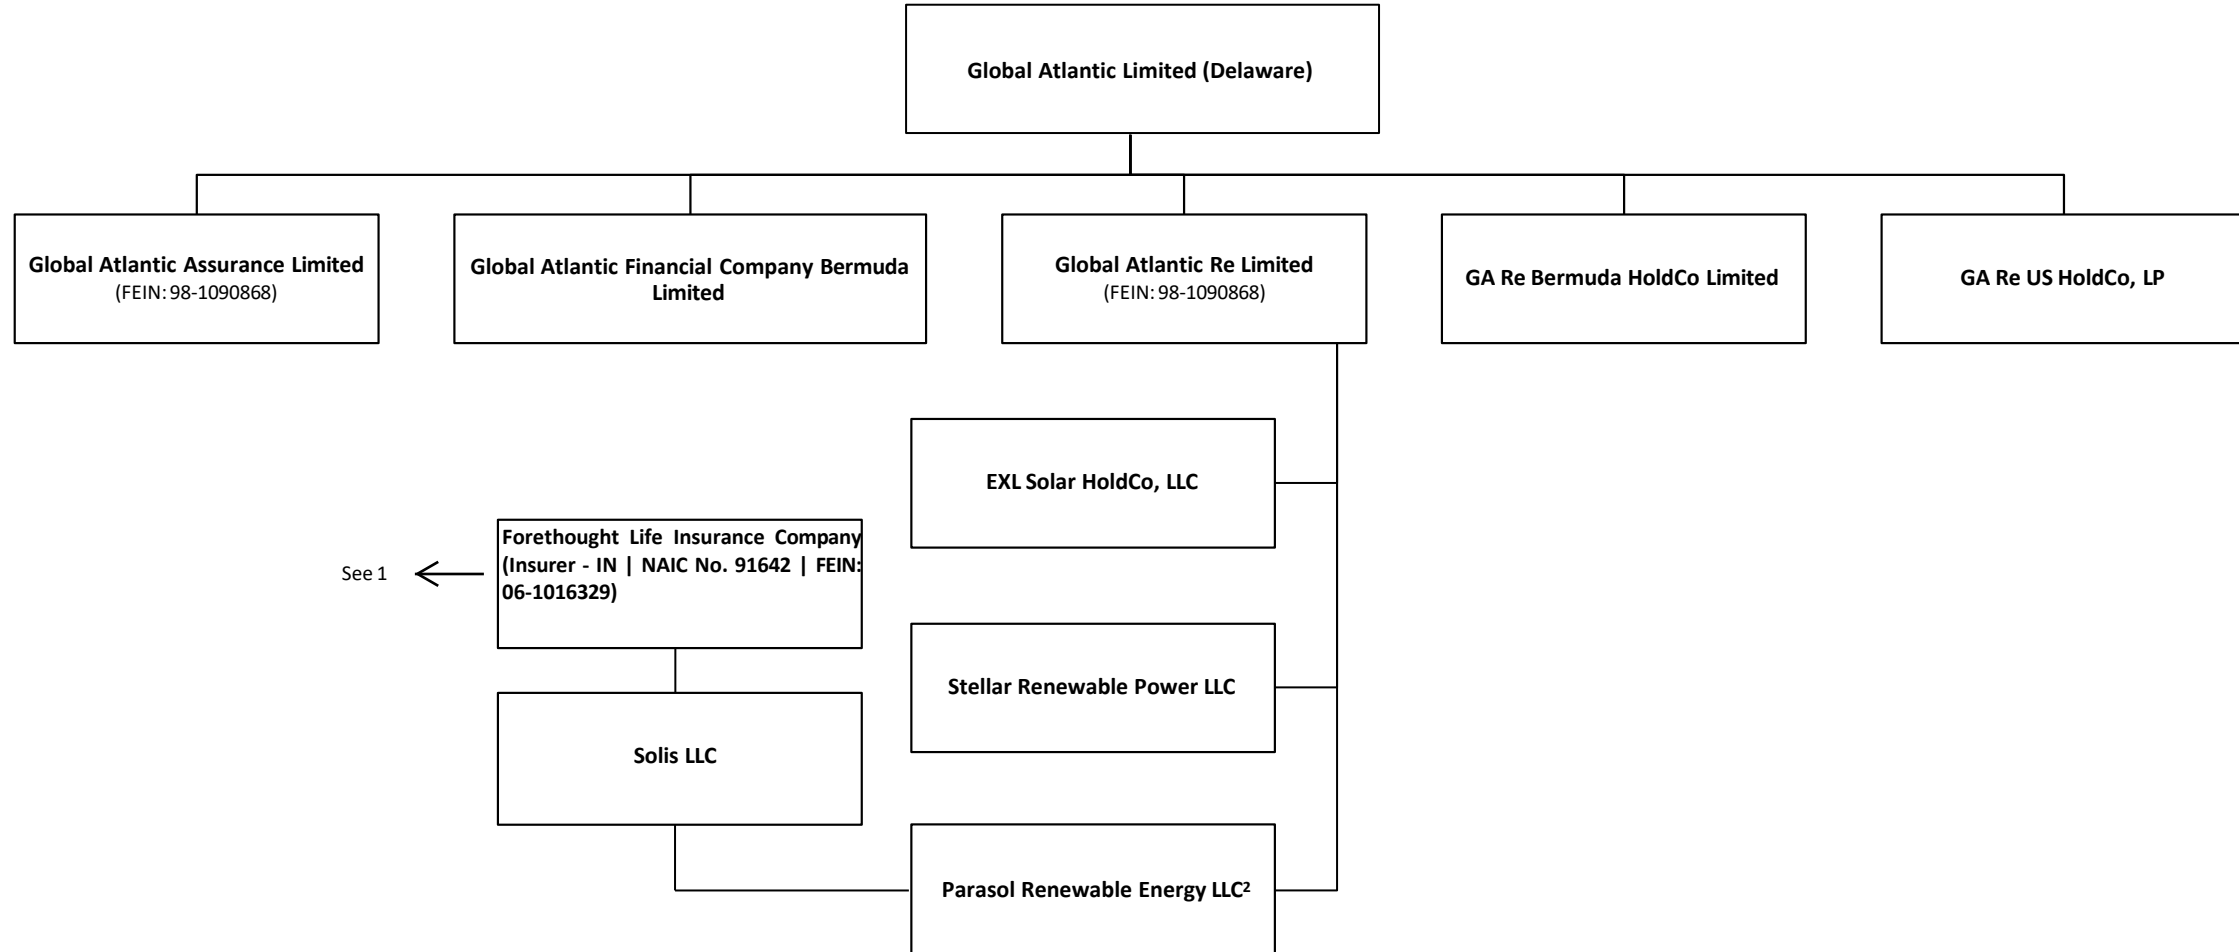 Global Atlantic Limited (Delaware)
Global Atlantic Assurance Limited
(FEIN: 98-1090868)
Global Atlantic Financial Company Bermuda
Limited
Global Atlantic Re Limited
(FEIN: 98-1090868)
GA Re Bermuda HoldCo Limited
GA Re US HoldCo, LP
EXL Solar HoldCo, LLC
See 1
Forethought Life Insurance Company
(Insurer - IN | NAIC No. 91642 | FEIN:
06-1016329)
Stellar Renewable Power LLC
Solis LLC
Parasol Renewable Energy LLC²